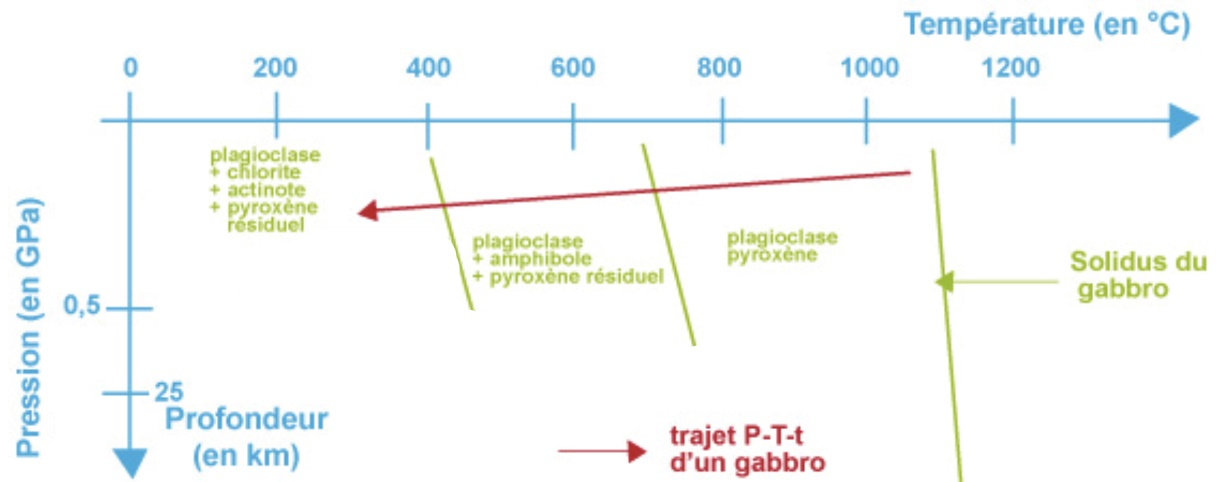 Température (en °C)
0 200 400 600 800 1000 1200
plagioclase
+ chlorite
+ actinote
+ pyroxène
résiduel
plagioclase
+ amphibole
+ pyroxène résiduel
plagioclase
pyroxène
Solidus du
gabbro
Pression (en GPa)
0,5
25
Profondeur
(en km)
trajet P-T-t
d'un gabbro